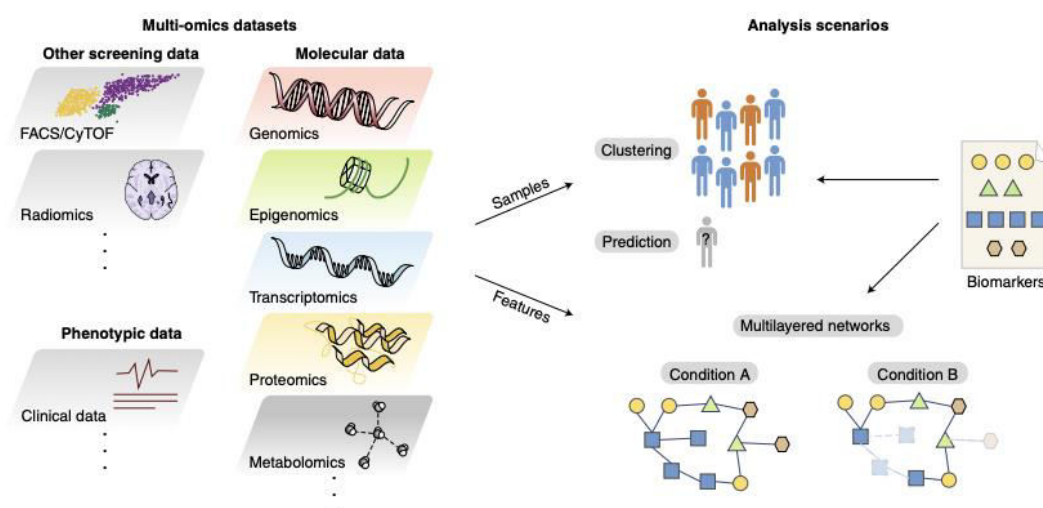 Multi-omics datasets
Analysis scenarios
Other screening data
Molecular data
FACS/CyTOF
Genomics
Radiomics
Epigenomics
Transcriptomics
Phenotypic data
Proteomics
Clinical data
Metabolomics
Samples
Features
Clustering
Prediction
?
Biomarkers
Multilayered networks
Condition A
Condition B